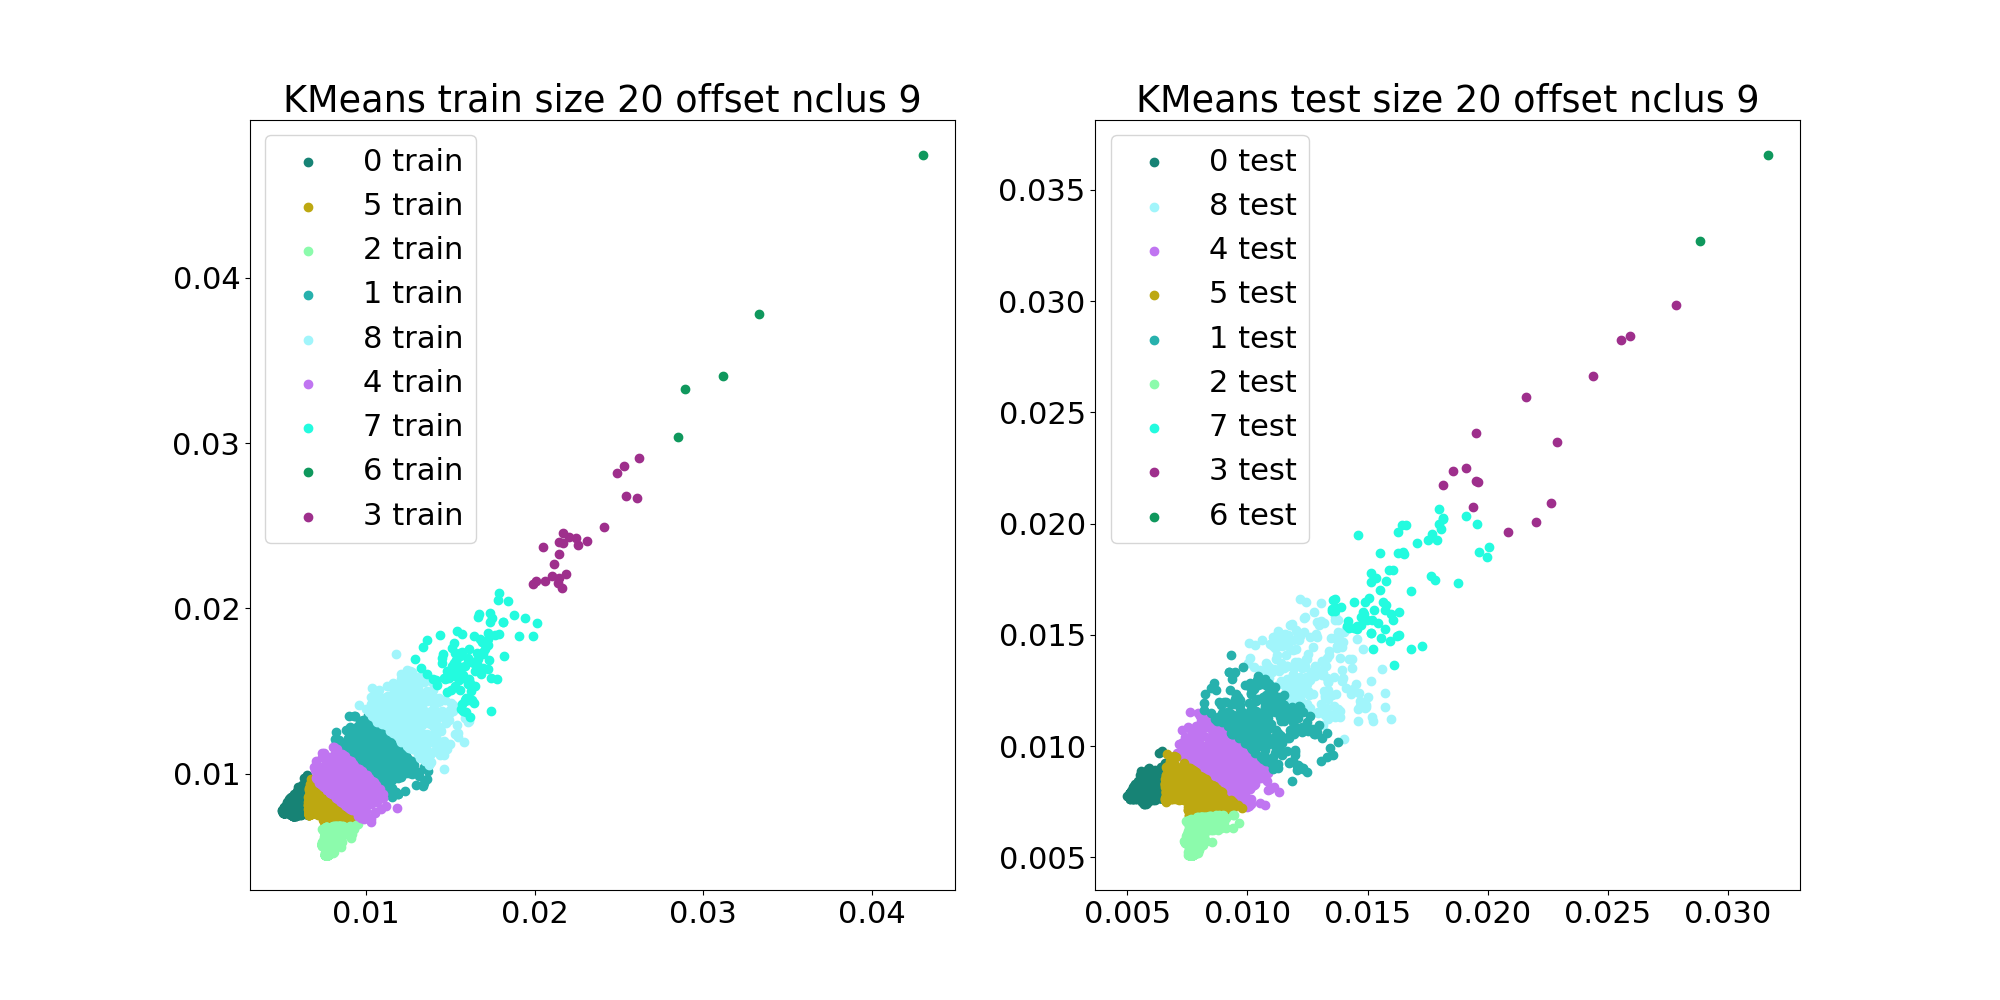 KMeans train size 20 offset nclus 9
0 train
5 train
2 train
1 train
8 train
4 train
7 train
6 train
3 train
0.04
0.03
0.02
0.01
0.01 0.02 0.03 0.04
KMeans test size 20 offset nclus 9
0 test
8 test
4 test
5 test
1 test
2 test
7 test
3 test
6 test
0.035
0.030
0.025
0.020
0.015
0.010
0.005
0.005 0.010 0.015 0.020 0.025 0.030